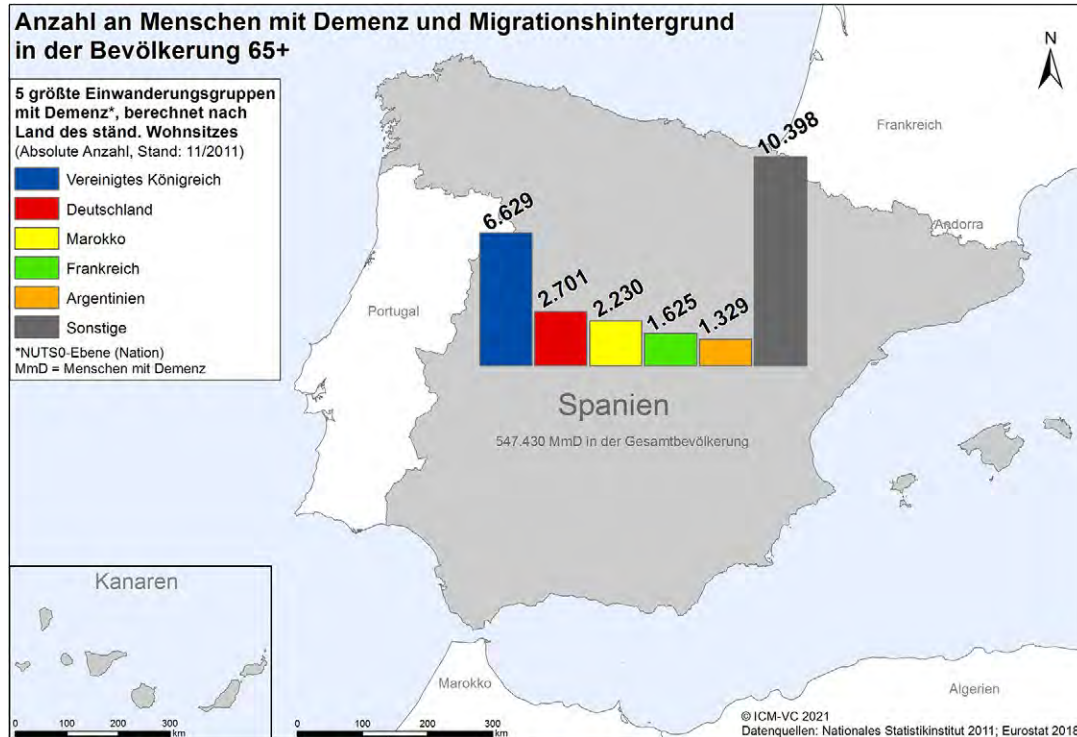 Anzahl an Menschen mit Demenz und Migrationshintergrund
in der Bevölkerung 65+
5 größte Einwanderungsgruppen
mit Demenz*, berechnet nach
Land des ständ. Wohnsitzes
(Absolute Anzahl, Stand: 11/2011)
Vereinigtes Königreich
Deutschland
Marokko
Frankreich
Argentinien
Sonstige
*NUTS0-Ebene (Nation)
MmD = Menschen mit Demenz
N
Frankreich
Andorra
Portugal
6.629
2.701
2.230
1.625
1.329
10.398
Spanien
547.430 MmD in der Gesamtbevölkerung
Kanaren
0 100 200 300
km
Marokko
0 100 200 300
km
Algerien
© ICM-VC 2021
Datenquellen: Nationales Statistikinstitut 2011; Eurostat 2018